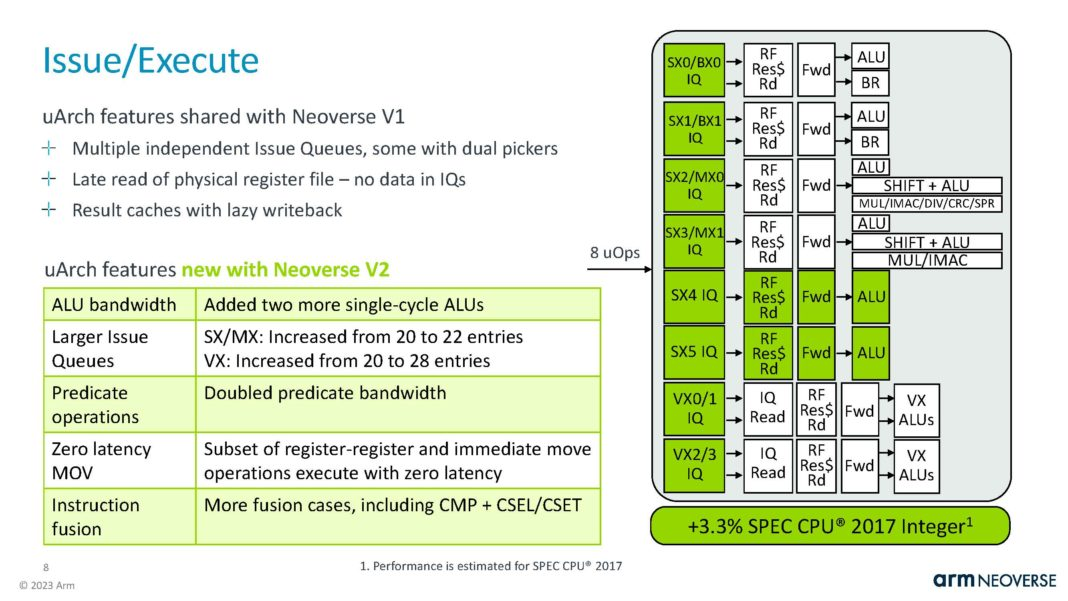 Issue/Execute
uArch features shared with Neoverse V1
Multiple independent Issue Queues, some with dual pickers
Late read of physical register file – no data in IQs
Result caches with lazy writeback
uArch features new with Neoverse V2
ALU bandwidth
Added two more single-cycle ALUs
Larger Issue
Queues
SX/MX: Increased from 20 to 22 entries
VX: Increased from 20 to 28 entries
Predicate
operations
Doubled predicate bandwidth
Zero latency
MOV
Subset of register-register and immediate move
operations execute with zero latency
Instruction
fusion
More fusion cases, including CMP + CSEL/CSET
8 uOps
SX0/BX0
IQ
RF
Res$
Rd
Fwd
ALU
BR
SX1/BX1
IQ
RF
Res$
Rd
Fwd
ALU
BR
SX2/MX0
IQ
RF
Res$
Rd
Fwd
ALU
SHIFT + ALU
MUL/IMAC/DIV/CRC/SPR
SX3/MX1
IQ
RF
Res$
Rd
Fwd
ALU
SHIFT + ALU
MUL/IMAC
SX4 IQ
RF
Res$
Rd
Fwd
ALU
SX5 IQ
RF
Res$
Rd
Fwd
ALU
VX0/1
IQ
IQ
Read
RF
Res$
Rd
Fwd
VX
ALUs
VX2/3
IQ
IQ
Read
RF
Res$
Rd
Fwd
VX
ALUs
+3.3% SPEC CPU® 2017 Integer¹
8
© 2023 Arm
1. Performance is estimated for SPEC CPU® 2017
arm NEOVERSE